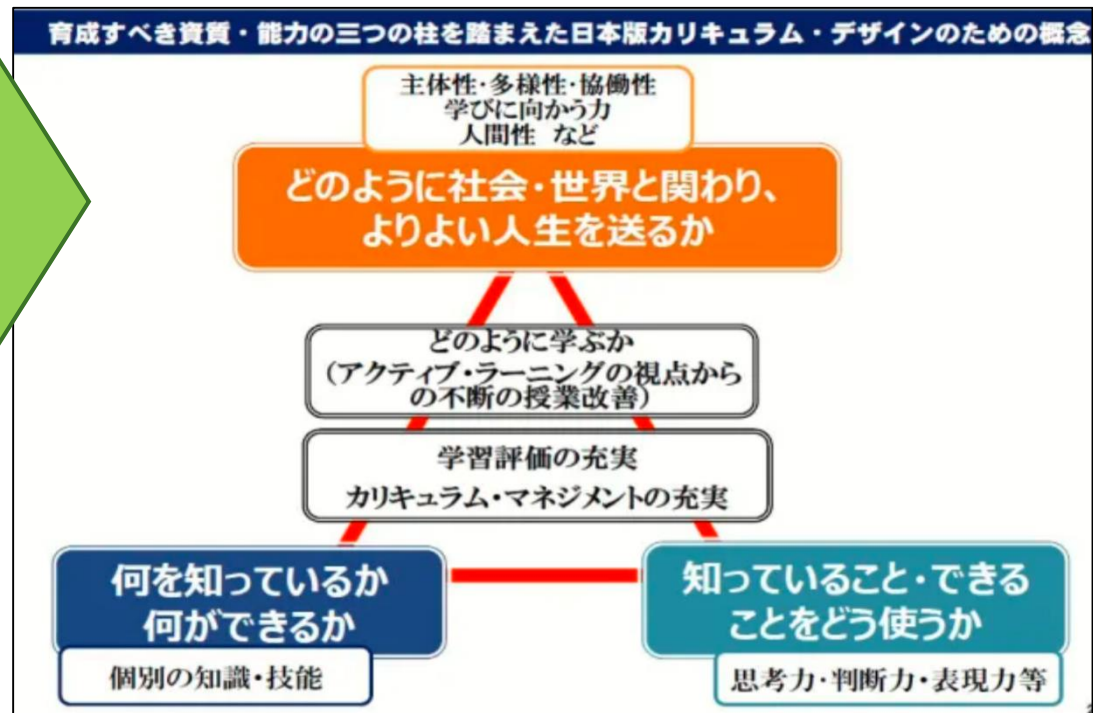 育成すべき資質・能力の三つの柱を踏まえた日本版カリキュラム・デザインのための概念
主体性・多様性・協働性
学びに向かう力
人間性 など
どのように社会・世界と関わり、
よりよい人生を送るか
どのように学ぶか
(アクティブ・ラーニングの視点から
の不断の授業改善)
学習評価の充実
カリキュラム・マネジメントの充実
何を知っているか
何ができるか
個別の知識・技能
知っていること・できる
ことをどう使うか
思考力・判断力・表現力等